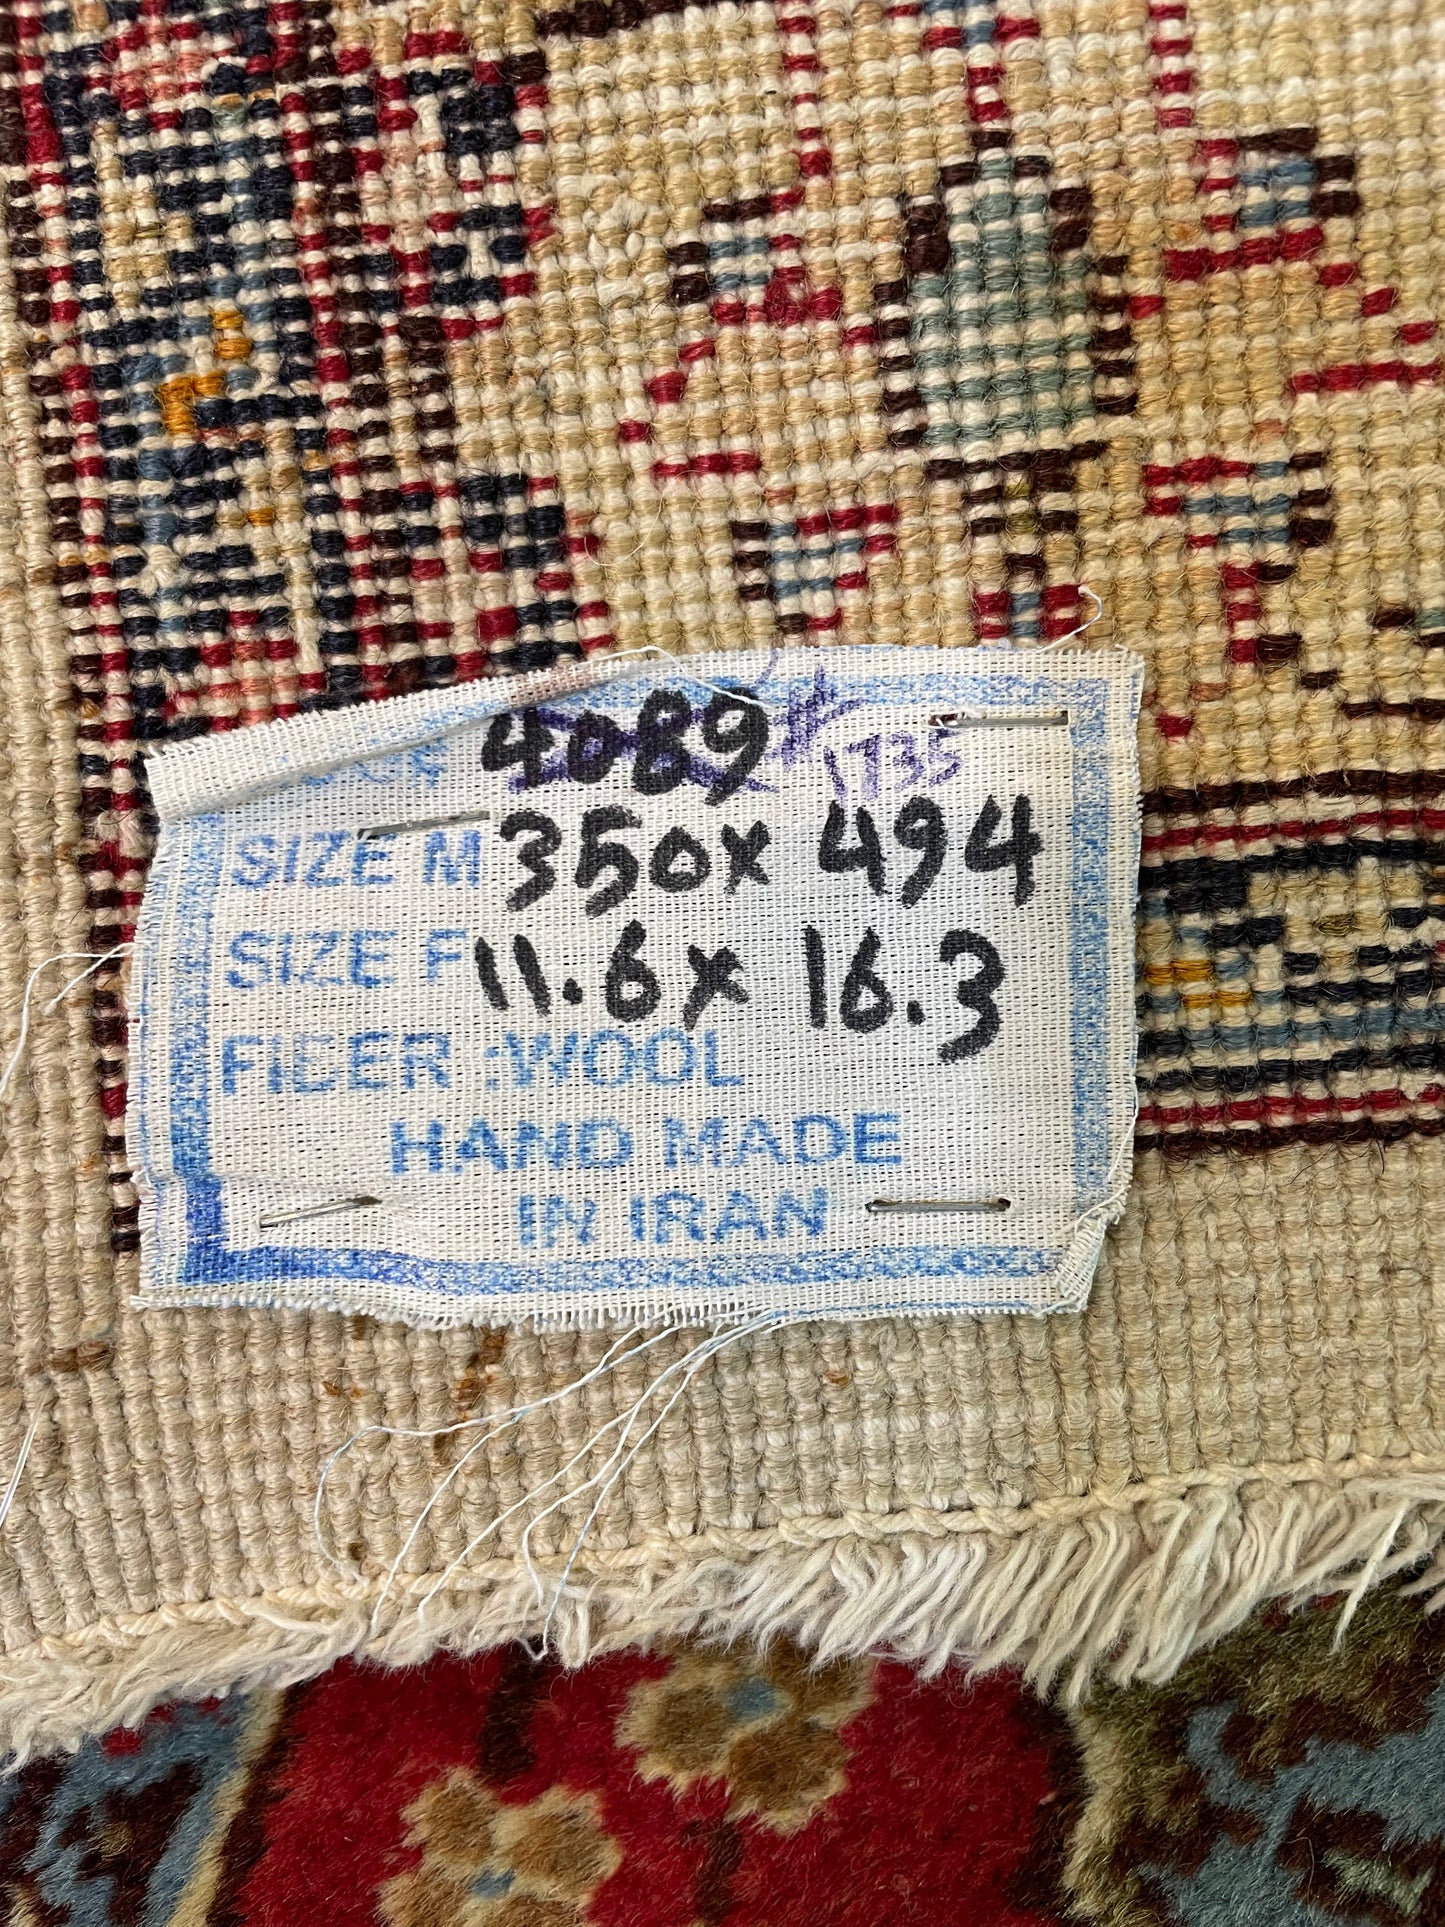 4089 # 1735
SIZE M 350x 494
SIZE F 11.6x 16.3
FIBER :WOOL
HAND MADE
IN IRAN